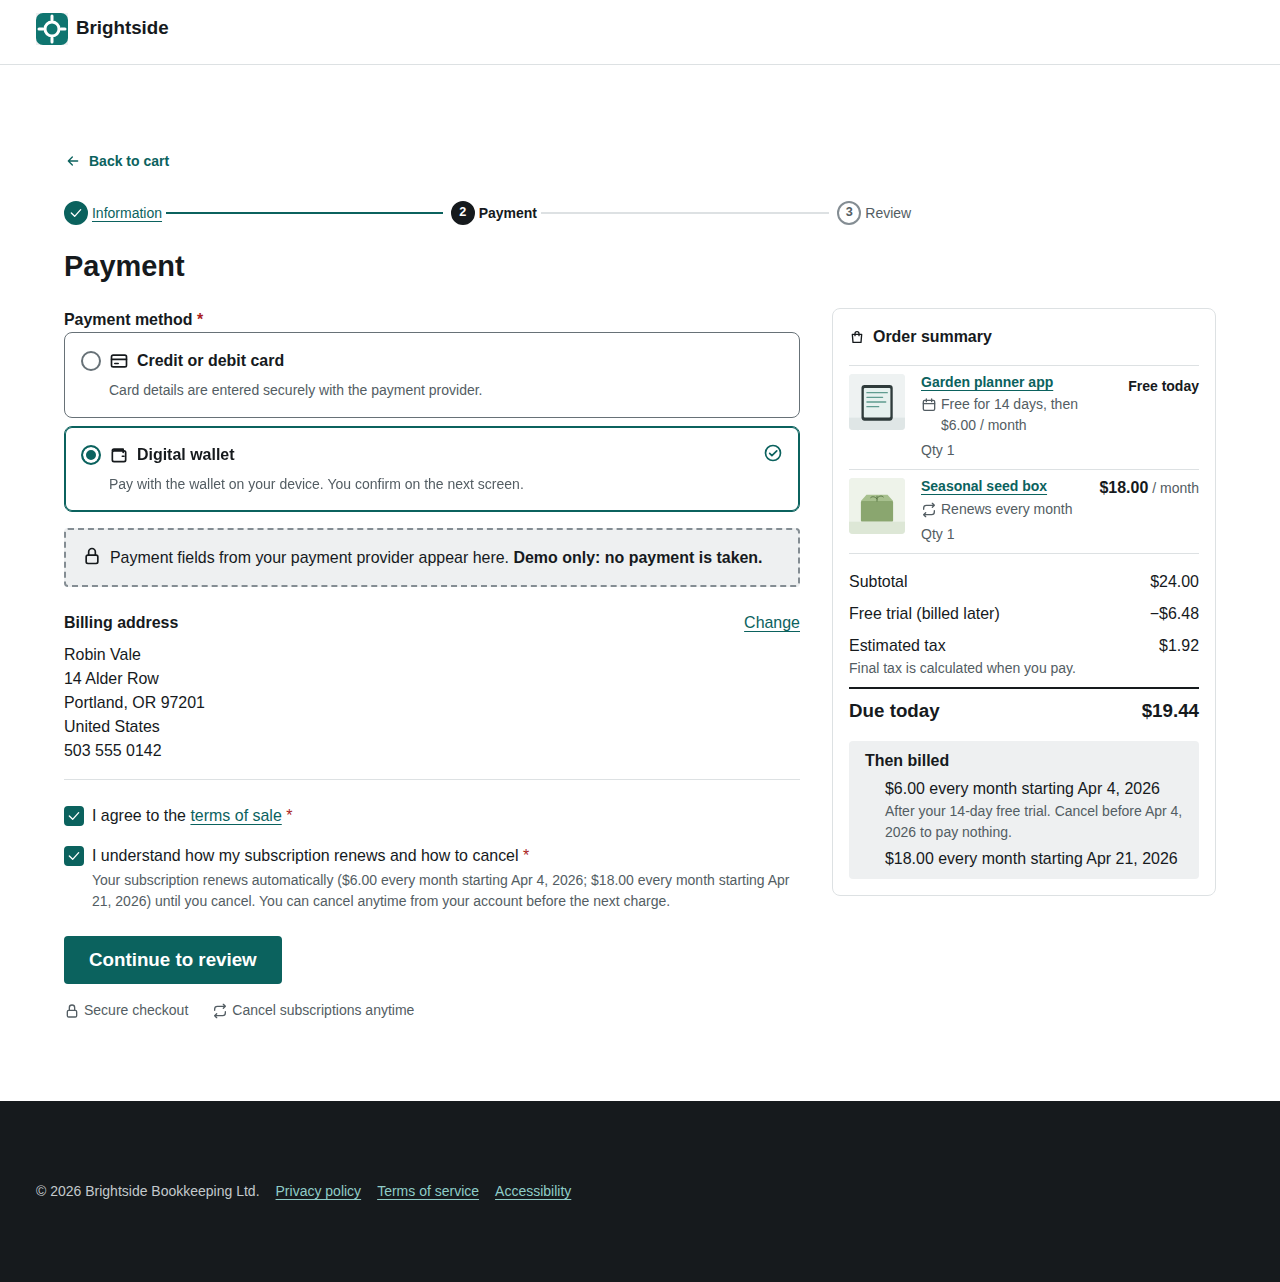 Brightside
Back to cart
Information
2 Payment
3 Review
Payment
Payment method *
Credit or debit card
Card details are entered securely with the payment provider.
Digital wallet
Pay with the wallet on your device. You confirm on the next screen.
Payment fields from your payment provider appear here. Demo only: no payment is taken.
Billing address
Change
Robin Vale
14 Alder Row
Portland, OR 97201
United States
503 555 0142
I agree to the terms of sale *
I understand how my subscription renews and how to cancel *
Your subscription renews automatically ($6.00 every month starting Apr 4, 2026; $18.00 every month starting Apr
21, 2026) until you cancel. You can cancel anytime from your account before the next charge.
Continue to review
Secure checkout
Cancel subscriptions anytime
Order summary
Garden planner app
Free today
Free for 14 days, then
$6.00 / month
Qty 1
Seasonal seed box
$18.00 / month
Renews every month
Qty 1
Subtotal
$24.00
Free trial (billed later)
−$6.48
Estimated tax
$1.92
Final tax is calculated when you pay.
Due today
$19.44
Then billed
$6.00 every month starting Apr 4, 2026
After your 14-day free trial. Cancel before Apr 4,
2026 to pay nothing.
$18.00 every month starting Apr 21, 2026
© 2026 Brightside Bookkeeping Ltd.
Privacy policy
Terms of service
Accessibility